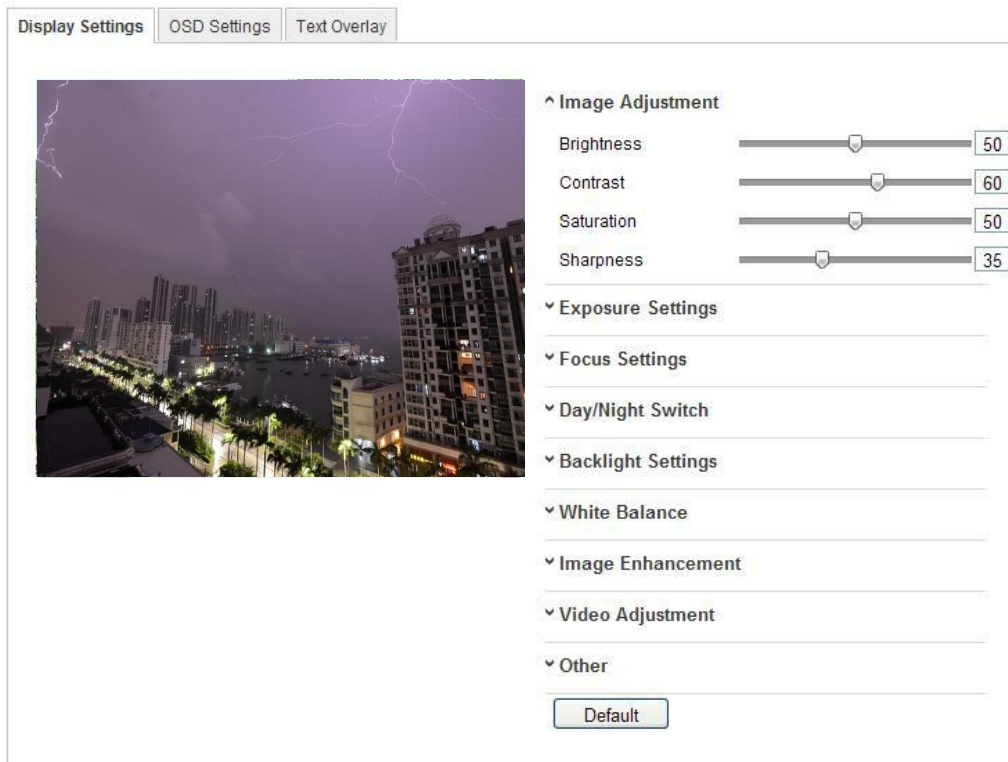 Display Settings OSD Settings Text Overlay
Image Adjustment
Brightness 50
Contrast 60
Saturation 50
Sharpness 35
Exposure Settings
Focus Settings
Day/Night Switch
Backlight Settings
White Balance
Image Enhancement
Video Adjustment
Other
Default